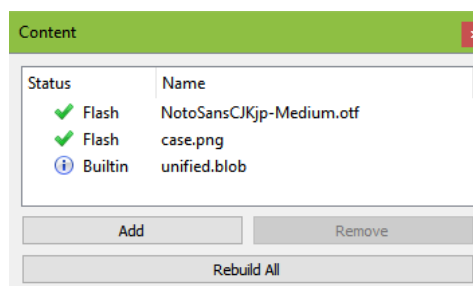 Content
Status Name
Flash NotoSansCJKjp-Medium.otf
Flash case.png
Builtin unified.blob
Add Remove
Rebuild All